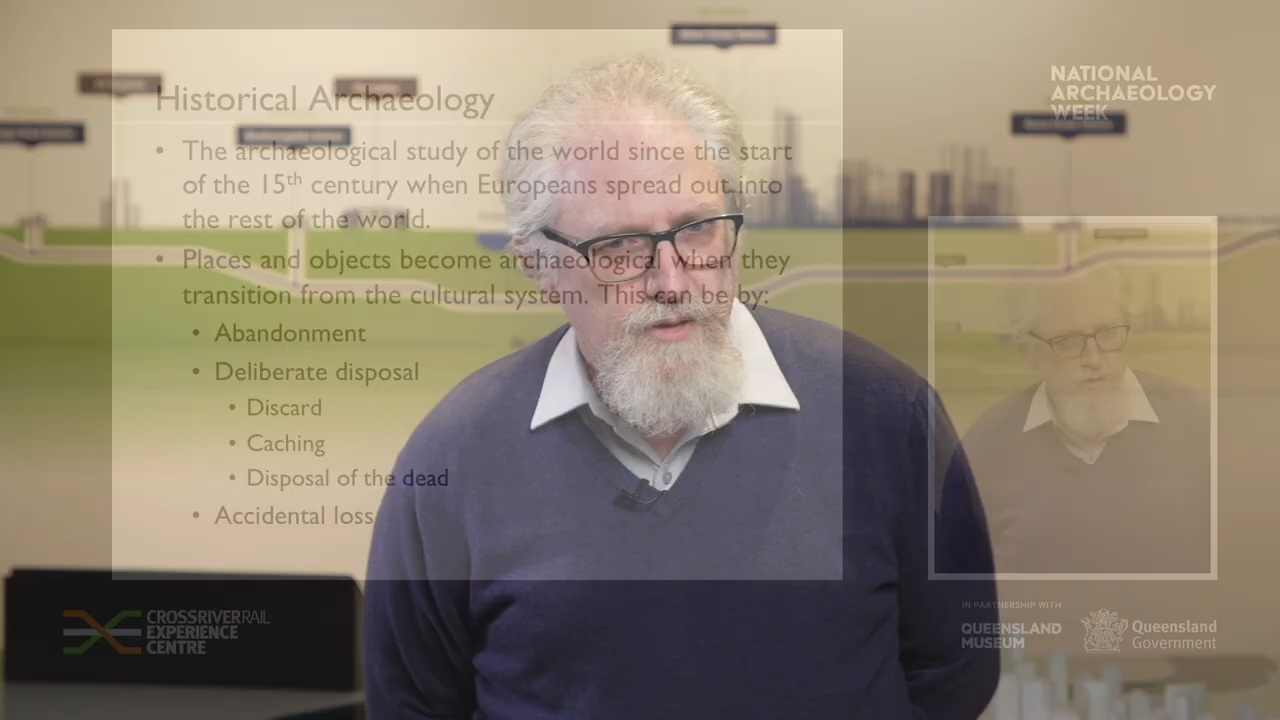 Historical Archaeology
• The archaeological study of the world since the start
of the 15th century when Europeans spread out into
the rest of the world.
• Places and objects become archaeological when they
transition from the cultural system. This can be by:
• Abandonment
• Deliberate disposal
• Discard
• Caching
• Disposal of the dead
• Accidental loss
NATIONAL
ARCHAEOLOGY
WEEK
CROSSRIVERRAIL
EXPERIENCE
CENTRE
IN PARTNERSHIP WITH
QUEENSLAND
MUSEUM
Queensland
Government